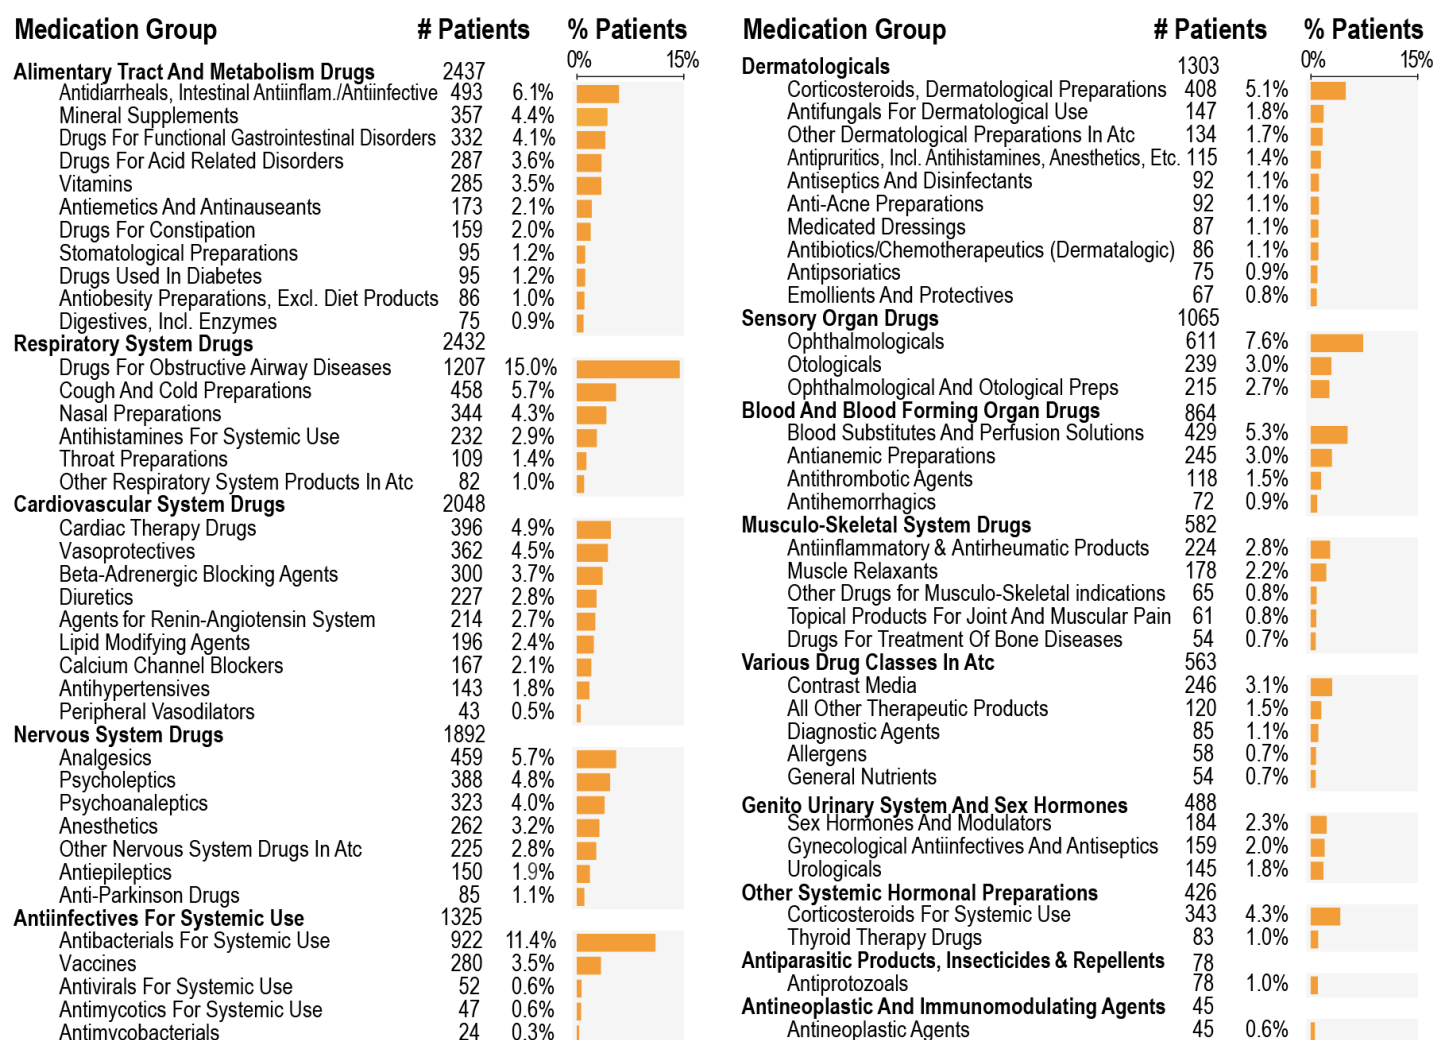 Medication Group # Patients % Patients
0% 15%
Alimentary Tract And Metabolism Drugs 2437
Antidiarrheals, Intestinal Antiinflam./Antiinfective 493 6.1%
Mineral Supplements 357 4.4%
Drugs For Functional Gastrointestinal Disorders 332 4.1%
Drugs For Acid Related Disorders 287 3.6%
Vitamins 285 3.5%
Antiemetics And Antinauseants 173 2.1%
Drugs For Constipation 159 2.0%
Stomatological Preparations 95 1.2%
Drugs Used In Diabetes 95 1.2%
Antiobesity Preparations, Excl. Diet Products 86 1.0%
Digestives, Incl. Enzymes 75 0.9%
Respiratory System Drugs 2432
Drugs For Obstructive Airway Diseases 1207 15.0%
Cough And Cold Preparations 458 5.7%
Nasal Preparations 344 4.3%
Antihistamines For Systemic Use 232 2.9%
Throat Preparations 109 1.4%
Other Respiratory System Products In Atc 82 1.0%
Cardiovascular System Drugs 2048
Cardiac Therapy Drugs 396 4.9%
Vasoprotectives 362 4.5%
Beta-Adrenergic Blocking Agents 300 3.7%
Diuretics 227 2.8%
Agents for Renin-Angiotensin System 214 2.7%
Lipid Modifying Agents 196 2.4%
Calcium Channel Blockers 167 2.1%
Antihypertensives 143 1.8%
Peripheral Vasodilators 43 0.5%
Nervous System Drugs 1892
Analgesics 459 5.7%
Psycholeptics 388 4.8%
Psychoanaleptics 323 4.0%
Anesthetics 262 3.2%
Other Nervous System Drugs In Atc 225 2.8%
Antiepileptics 150 1.9%
Anti-Parkinson Drugs 85 1.1%
Antiinfectives For Systemic Use 1325
Antibacterials For Systemic Use 922 11.4%
Vaccines 280 3.5%
Antivirals For Systemic Use 52 0.6%
Antimycotics For Systemic Use 47 0.6%
Antimycobacterials 24 0.3%
Medication Group # Patients % Patients
0% 15%
Dermatologicals 1303
Corticosteroids, Dermatological Preparations 408 5.1%
Antifungals For Dermatological Use 147 1.8%
Other Dermatological Preparations In Atc 134 1.7%
Antipruritics, Incl. Antihistamines, Anesthetics, Etc. 115 1.4%
Antiseptics And Disinfectants 92 1.1%
Anti-Acne Preparations 92 1.1%
Medicated Dressings 87 1.1%
Antibiotics/Chemotherapeutics (Dermatalogic) 86 1.1%
Antipsoriatics 75 0.9%
Emollients And Protectives 67 0.8%
Sensory Organ Drugs 1065
Ophthalmologicals 611 7.6%
Otologicals 239 3.0%
Ophthalmological And Otological Preps 215 2.7%
Blood And Blood Forming Organ Drugs 864
Blood Substitutes And Perfusion Solutions 429 5.3%
Antianemic Preparations 245 3.0%
Antithrombotic Agents 118 1.5%
Antihemorrhagics 72 0.9%
Musculo-Skeletal System Drugs 582
Antiinflammatory & Antirheumatic Products 224 2.8%
Muscle Relaxants 178 2.2%
Other Drugs for Musculo-Skeletal indications 65 0.8%
Topical Products For Joint And Muscular Pain 61 0.8%
Drugs For Treatment Of Bone Diseases 54 0.7%
Various Drug Classes In Atc 563
Contrast Media 246 3.1%
All Other Therapeutic Products 120 1.5%
Diagnostic Agents 85 1.1%
Allergens 58 0.7%
General Nutrients 54 0.7%
Genito Urinary System And Sex Hormones 488
Sex Hormones And Modulators 184 2.3%
Gynecological Antiinfectives And Antiseptics 159 2.0%
Urologicals 145 1.8%
Other Systemic Hormonal Preparations 426
Corticosteroids For Systemic Use 343 4.3%
Thyroid Therapy Drugs 83 1.0%
Antiparasitic Products, Insecticides & Repellents 78
Antiprotozoals 78 1.0%
Antineoplastic And Immunomodulating Agents 45
Antineoplastic Agents 45 0.6%